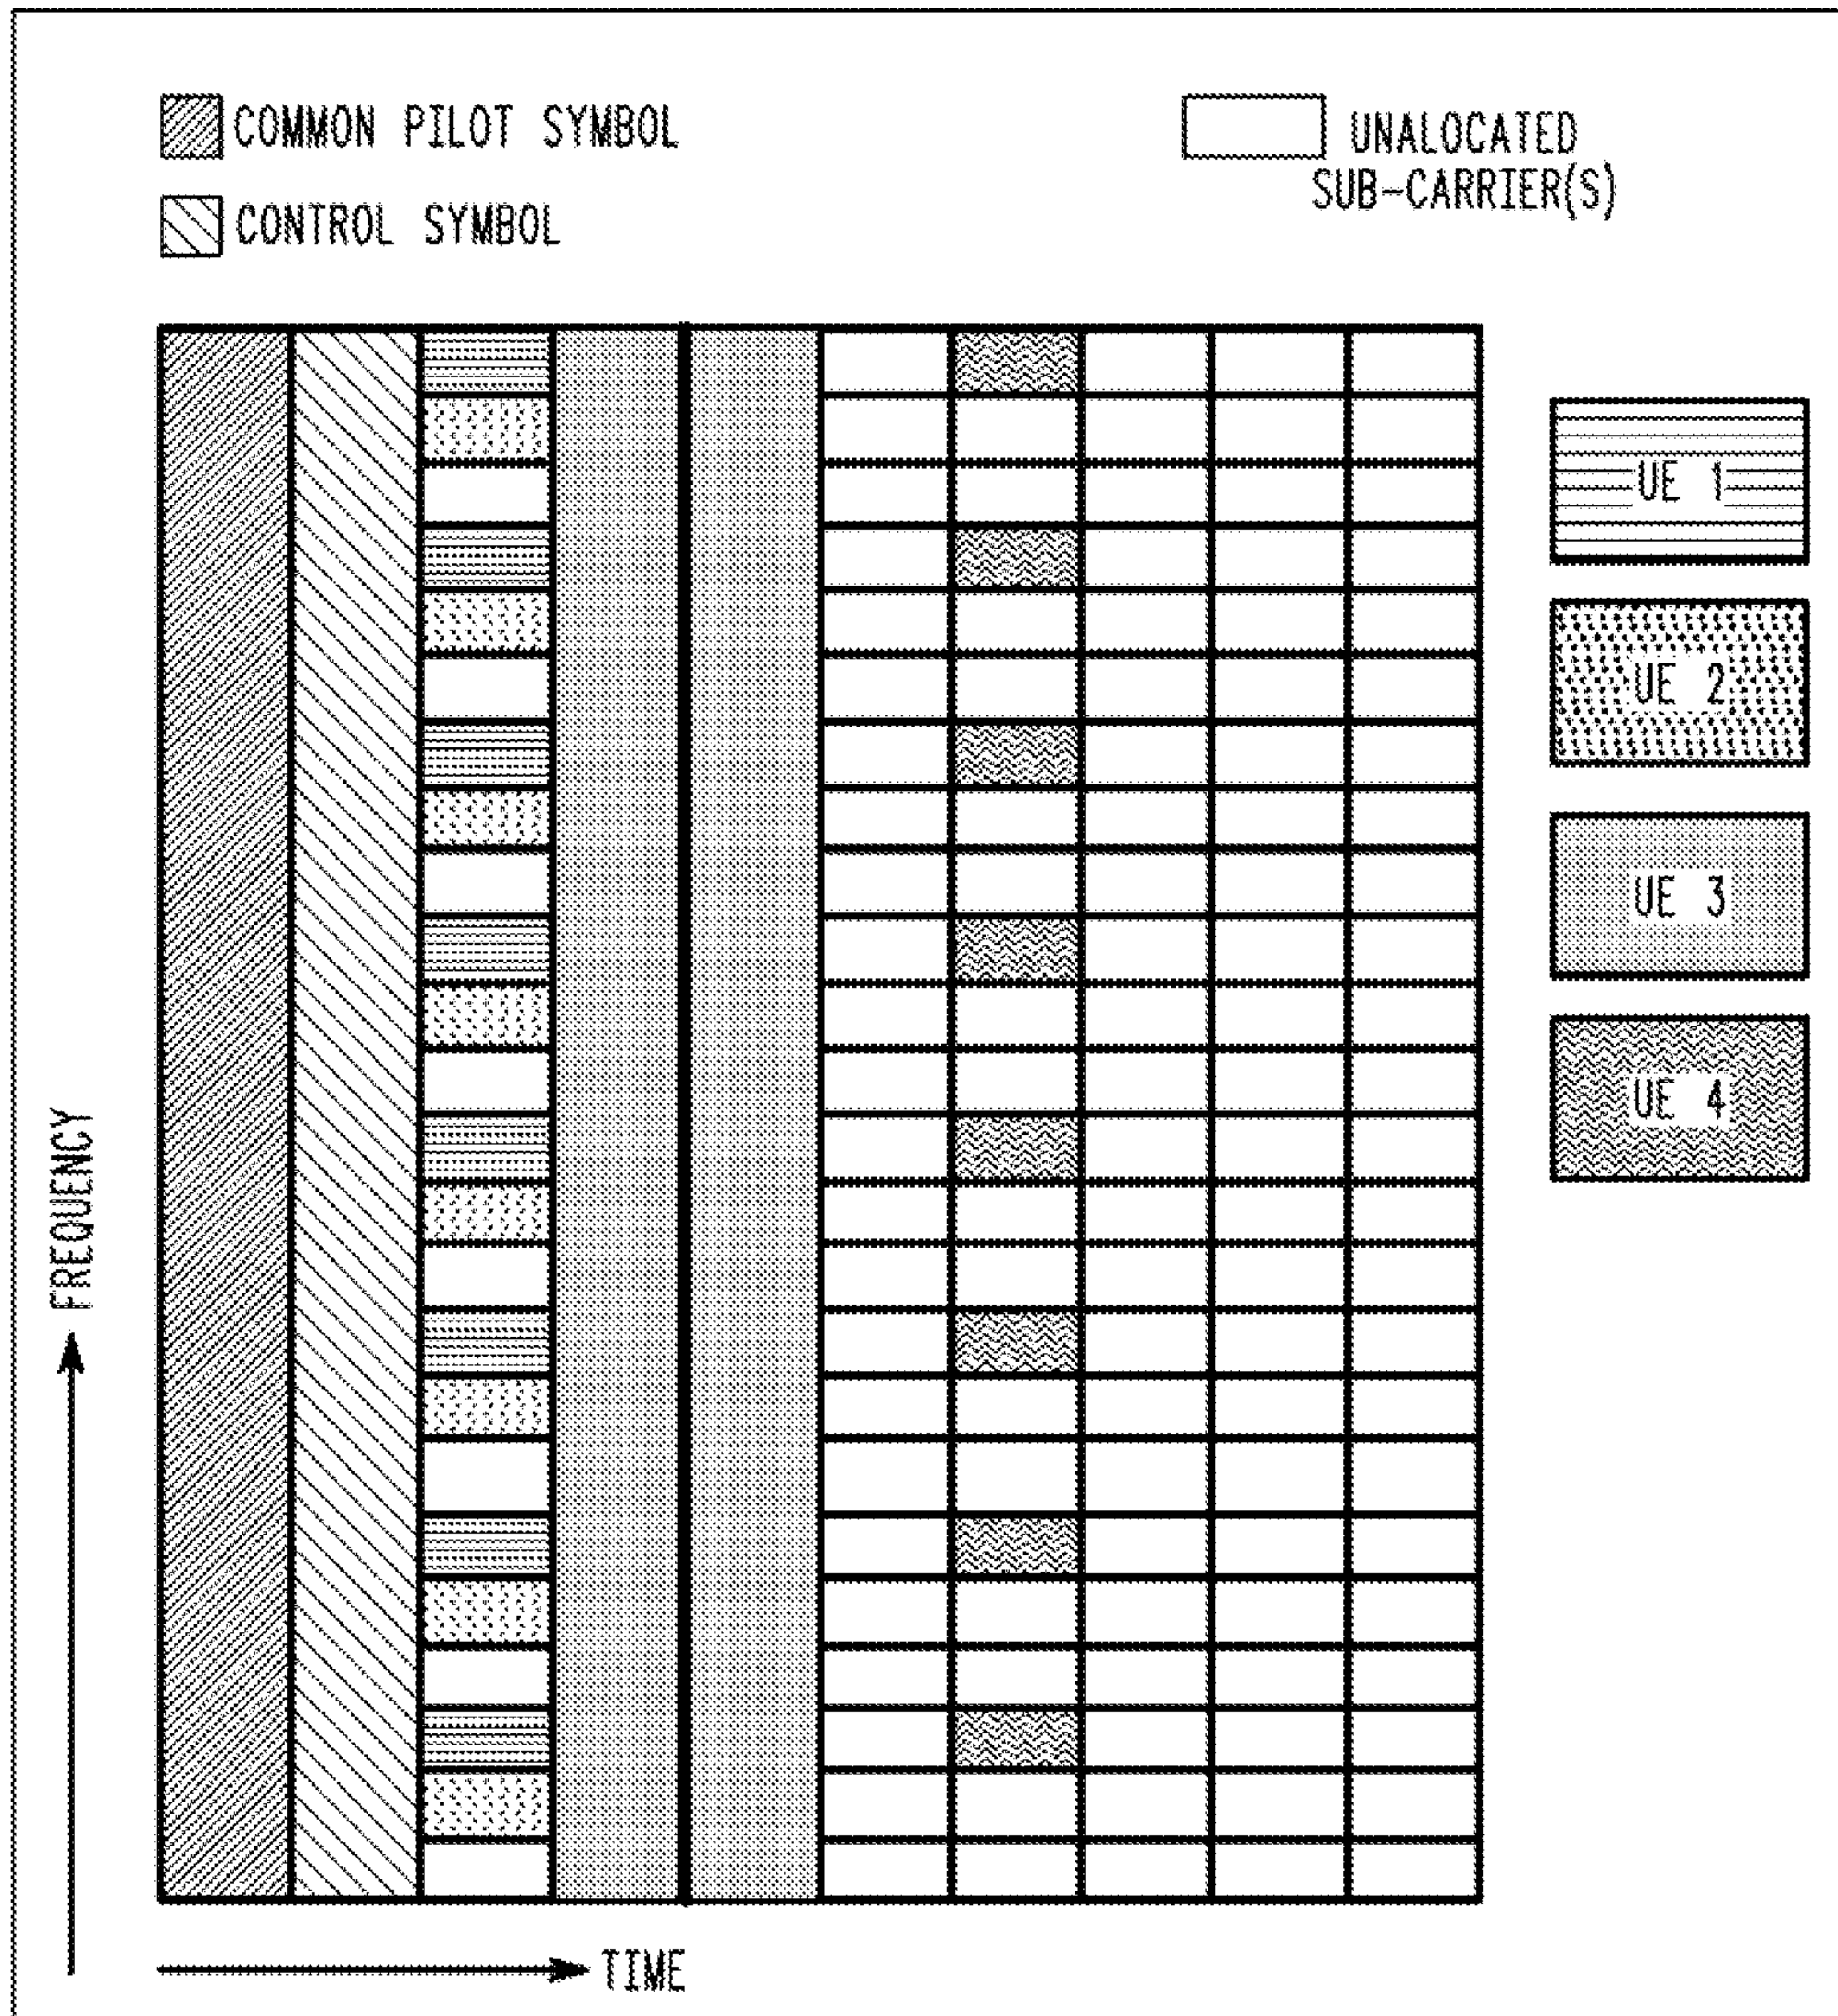 COMMON PILOT SYMBOL
CONTROL SYMBOL
UNALOCATED
SUB-CARRIER(S)
UE 1
UE 2
UE 3
UE 4
FREQUENCY
TIME